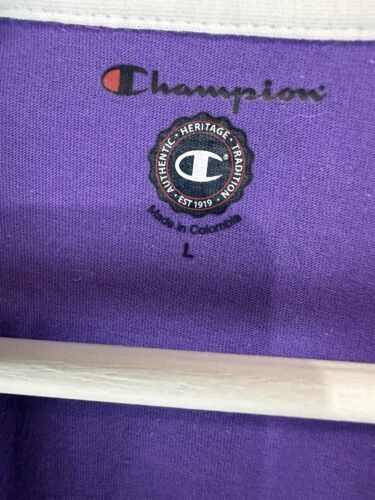 Champion
AUTHENTIC • HERITAGE • TRADITION
• EST 1919 •
C
Made in Colombia
L